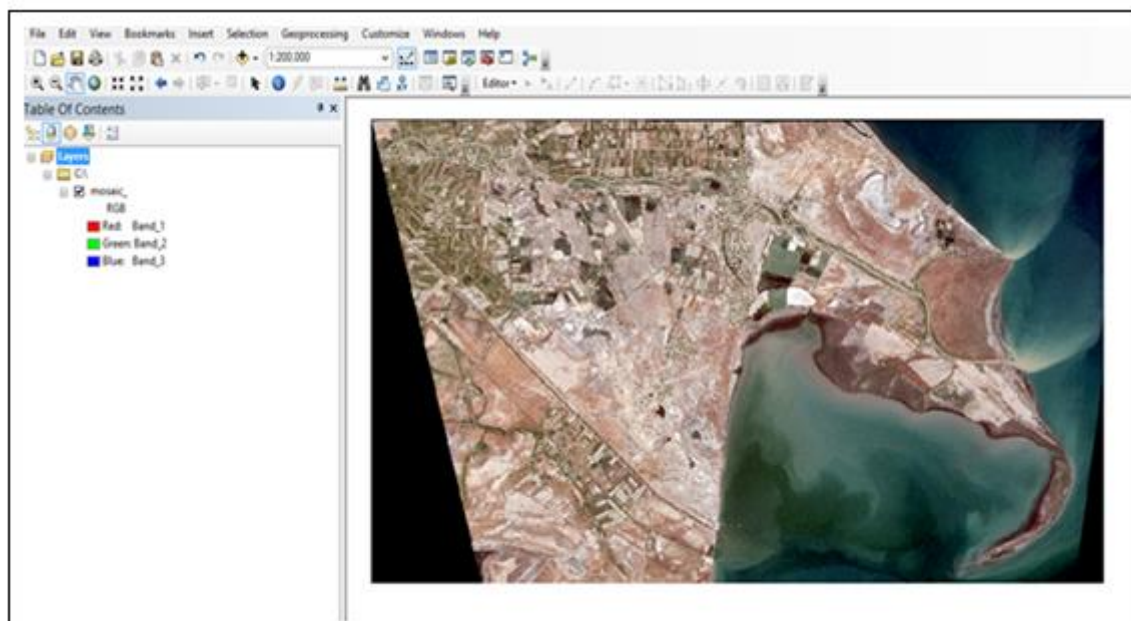 File Edit View Bookmarks Insert Selection Geoprocessing Customize Windows Help
1:200.000
Editor
Table Of Contents
Layers
C:\
mosaic_
RGB
Red: Band_1
Green: Band_2
Blue: Band_3